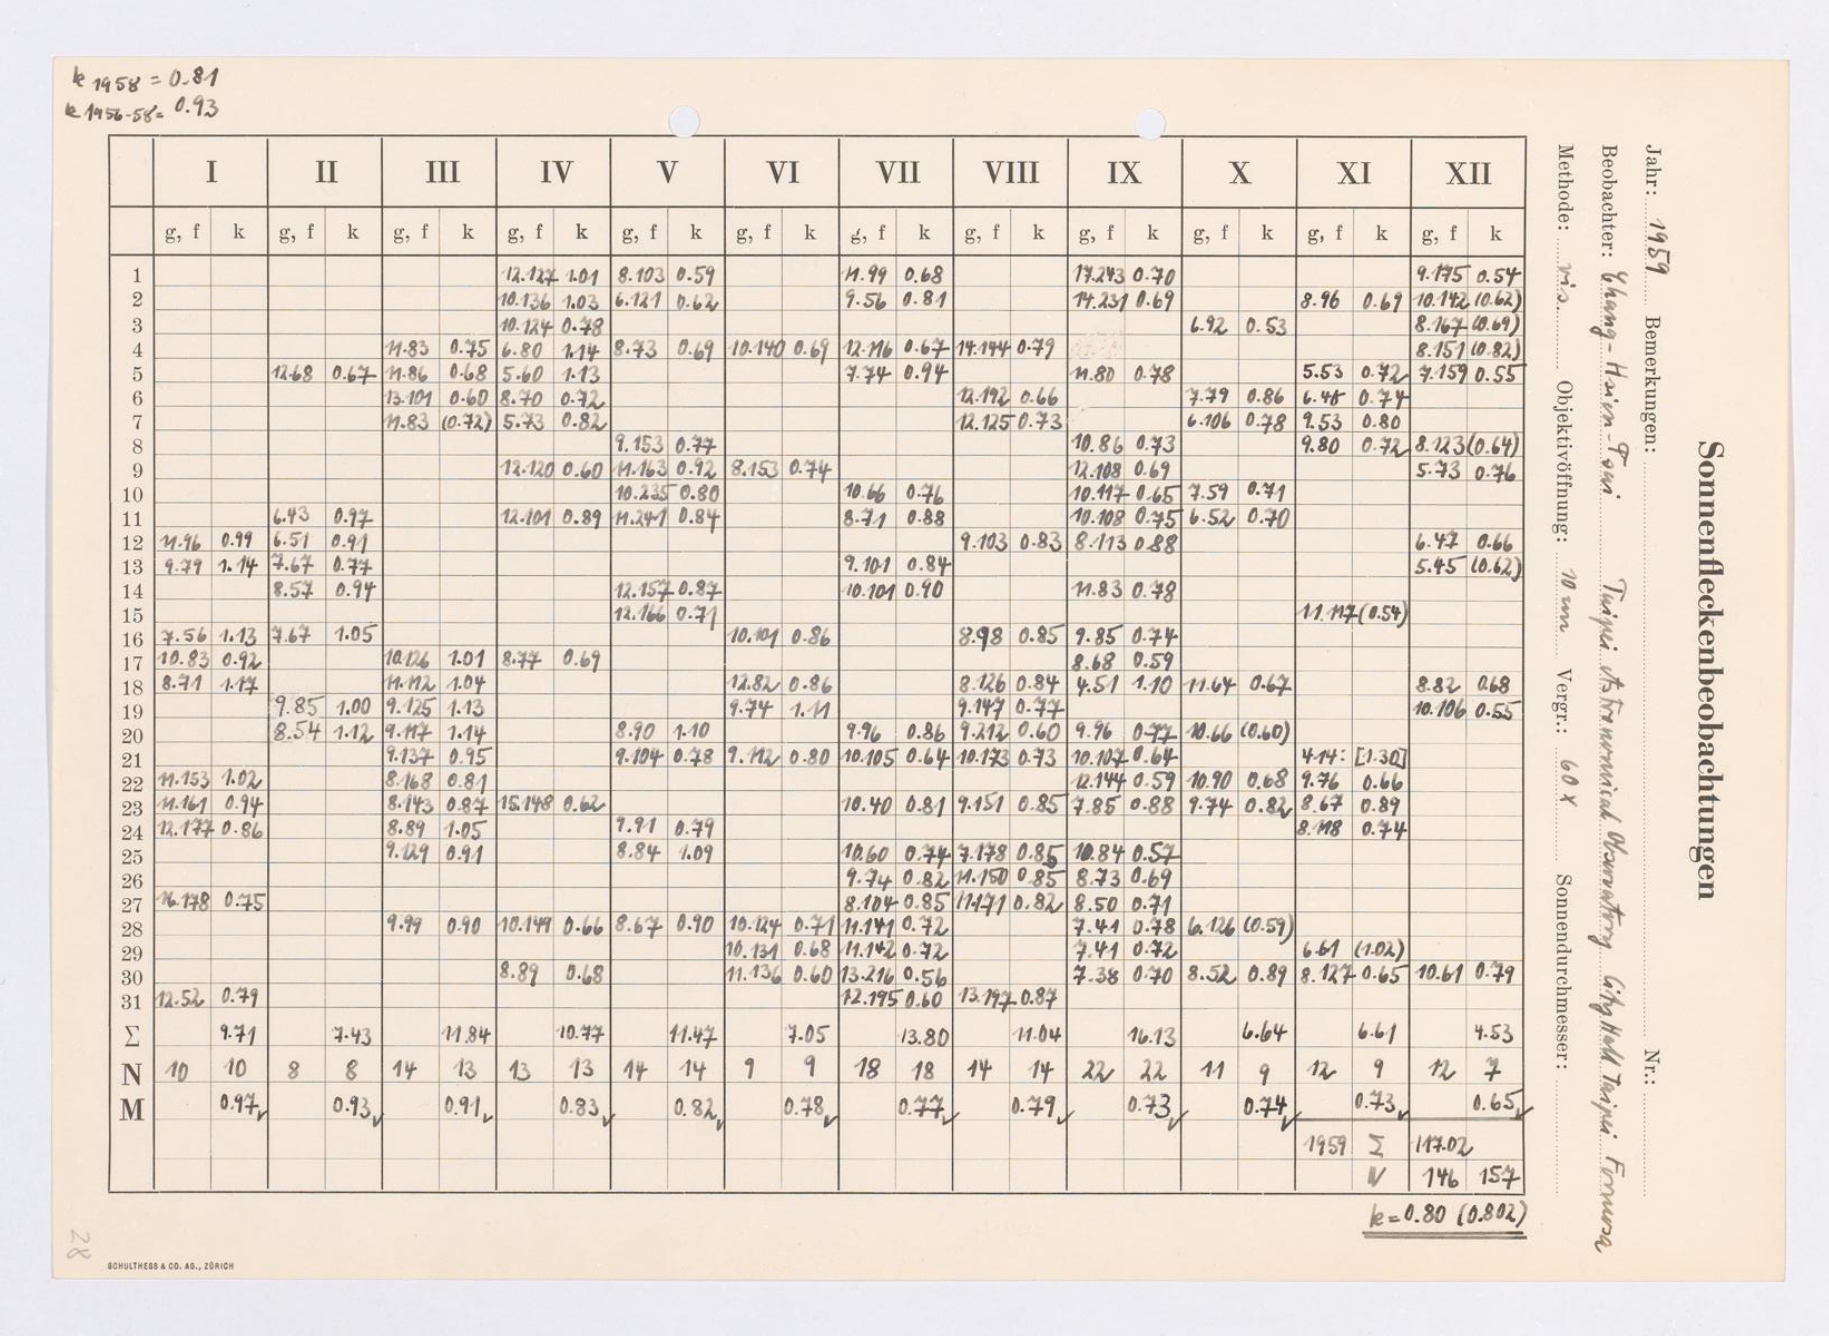 k 1958 = 0.81
k 1956-58 = 0.93
Sonnenfleckenbeobachtungen
Jahr: 1959 Bemerkungen: Nr.:
Beobachter: Chang-Hsien-Tsai Taipei Astronomical Observatory City Hall Taipei Formosa
Methode: vis. Objektivöffnung: 10 cm Vergr.: 60 x Sonnendurchmesser:
I II III IV V VI VII VIII IX X XI XII
g, f k g, f k g, f k g, f k g, f k g, f k g, f k g, f k g, f k g, f k g, f k g, f k
1 12.127 1.01 8.103 0.59 11.99 0.68 17.243 0.70 9.175 0.54
2 10.136 1.03 6.121 0.62 9.56 0.81 14.231 0.69 8.96 0.69 10.142 (0.62)
3 10.124 0.78 6.92 0.53 8.167 (0.69)
4 11.83 0.75 6.80 1.14 8.73 0.69 10.140 0.69 12.116 0.67 14.144 0.79 8.151 (0.82)
5 12.68 0.67 11.86 0.68 5.60 1.13 7.74 0.94 11.80 0.78 5.53 0.72 7.159 0.55
6 13.101 0.60 8.70 0.72 12.192 0.66 7.79 0.86 6.48 0.74
7 11.83 (0.72) 5.73 0.82 12.125 0.73 6.106 0.78 9.53 0.80
8 9.153 0.77 10.86 0.73 9.80 0.72 8.123 (0.64)
9 12.120 0.60 11.163 0.92 8.153 0.74 12.108 0.69 5.73 0.76
10 10.235 0.80 10.66 0.76 10.117 0.65 7.59 0.71
11 6.43 0.97 12.101 0.89 11.241 0.84 8.71 0.88 10.108 0.75 6.52 0.70
12 11.96 0.99 6.51 0.91 9.103 0.83 8.113 0.88 6.47 0.66
13 9.79 1.14 7.67 0.77 9.101 0.84 5.45 (0.62)
14 8.57 0.94 12.157 0.87 10.101 0.90 11.83 0.78
15 12.166 0.71 11.117 (0.54)
16 7.56 1.13 7.67 1.05 10.101 0.86 8.98 0.85 9.85 0.74
17 10.83 0.92 10.126 1.01 8.77 0.69 8.68 0.59
18 8.71 1.17 11.112 1.04 12.82 0.86 8.126 0.84 4.51 1.10 11.64 0.67 8.82 0.68
19 9.85 1.00 9.125 1.13 9.74 1.11 9.147 0.77 10.106 0.55
20 8.54 1.12 9.117 1.14 8.90 1.10 9.96 0.86 9.212 0.60 9.96 0.77 10.66 (0.60)
21 9.137 0.95 9.104 0.78 9.112 0.80 10.105 0.64 10.173 0.73 10.107 0.64 4.14: [1.30]
22 11.153 1.02 8.168 0.81 12.144 0.59 10.90 0.68 9.76 0.66
23 11.161 0.94 8.143 0.87 15.148 0.62 10.40 0.81 9.151 0.85 7.85 0.88 9.74 0.82 8.67 0.89
24 12.177 0.86 8.89 1.05 9.91 0.79 8.118 0.74
25 9.129 0.91 8.84 1.09 10.60 0.74 7.178 0.85 10.84 0.57
26 9.74 0.82 11.150 0.85 8.73 0.69
27 16.178 0.75 8.104 0.85 11.171 0.82 8.50 0.71
28 9.99 0.90 10.149 0.66 8.67 0.90 10.124 0.71 11.141 0.72 7.41 0.78 6.126 (0.59)
29 10.131 0.68 11.142 0.72 7.41 0.72 6.61 (1.02)
30 8.89 0.68 11.136 0.60 13.216 0.56 7.38 0.70 8.52 0.89 8.127 0.65 10.61 0.79
31 12.52 0.79 12.195 0.60 13.197 0.87
Σ 9.71 7.43 11.84 10.77 11.47 7.05 13.80 11.04 16.13 6.64 6.61 4.53
N 10 10 8 8 14 13 13 13 14 14 9 9 18 18 14 14 22 22 11 9 12 9 12 7
M 0.97 0.93 0.91 0.83 0.82 0.78 0.77 0.79 0.73 0.74 0.73 0.65
1959 Σ 117.02
N 146 157
k = 0.80 (0.802)
28
SCHULTHESS & CO. AG., ZÜRICH